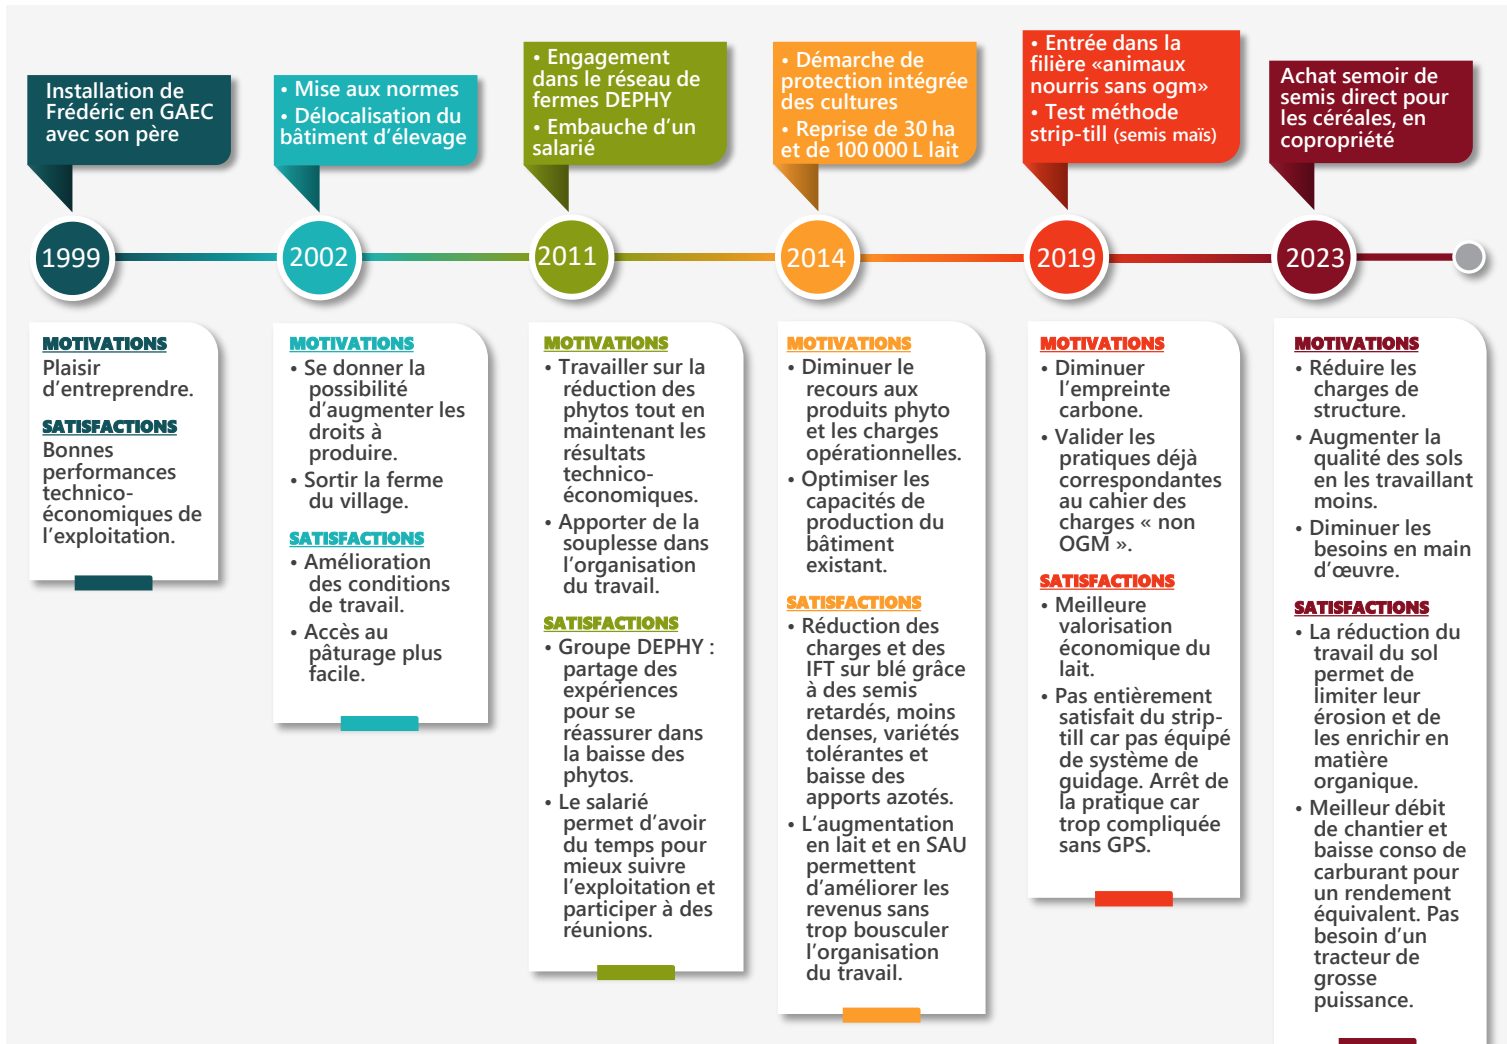 Installation de
Frédéric en GAEC
avec son père
• Mise aux normes
• Délocalisation du
bâtiment d'élevage
• Engagement
dans le réseau de
fermes DEPHY
• Embauche d'un
salarié
• Démarche de
protection intégrée
des cultures
• Reprise de 30 ha
et de 100 000 L lait
• Entrée dans la
filière «animaux
nourris sans ogm»
• Test méthode
strip-till (semis maïs)
Achat semoir de
semis direct pour
les céréales, en
copropriété
1999
2002
2011
2014
2019
2023
MOTIVATIONS
Plaisir
d'entreprendre.
SATISFACTIONS
Bonnes
performances
technico-
économiques de
l'exploitation.
MOTIVATIONS
• Se donner la
possibilité
d'augmenter les
droits à
produire.
• Sortir la ferme
du village.
SATISFACTIONS
• Amélioration
des conditions
de travail.
• Accès au
pâturage plus
facile.
MOTIVATIONS
• Travailler sur la
réduction des
phytos tout en
maintenant les
résultats
technico-
économiques.
• Apporter de la
souplesse dans
l'organisation
du travail.
SATISFACTIONS
• Groupe DEPHY :
partage des
expériences
pour se
réassurer dans
la baisse des
phytos.
• Le salarié
permet d'avoir
du temps pour
mieux suivre
l'exploitation et
participer à des
réunions.
MOTIVATIONS
• Diminuer le
recours aux
produits phyto
et les charges
opérationnelles.
• Optimiser les
capacités de
production du
bâtiment
existant.
SATISFACTIONS
• Réduction des
charges et des
IFT sur blé grâce
à des semis
retardés, moins
denses, variétés
tolérantes et
baisse des
apports azotés.
• L'augmentation
en lait et en SAU
permettent
d'améliorer les
revenus sans
trop bousculer
l'organisation
du travail.
MOTIVATIONS
• Diminuer
l'empreinte
carbone.
• Valider les
pratiques déjà
correspondantes
au cahier des
charges « non
OGM ».
SATISFACTIONS
• Meilleure
valorisation
économique du
lait.
• Pas entièrement
satisfait du strip-
till car pas équipé
de système de
guidage. Arrêt de
la pratique car
trop compliquée
sans GPS.
MOTIVATIONS
• Réduire les
charges de
structure.
• Augmenter la
qualité des sols
en les travaillant
moins.
• Diminuer les
besoins en main
d'œuvre.
SATISFACTIONS
• La réduction du
travail du sol
permet de
limiter leur
érosion et de
les enrichir en
matière
organique.
• Meilleur débit
de chantier et
baisse conso de
carburant pour
un rendement
équivalent. Pas
besoin d'un
tracteur de
grosse
puissance.